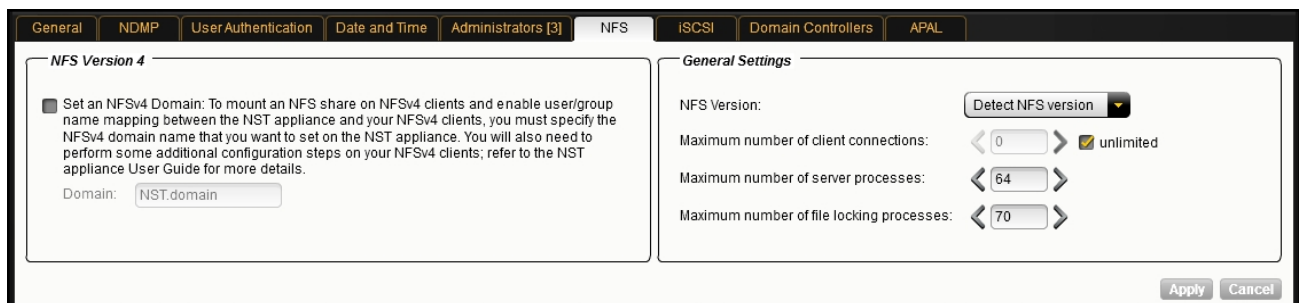 General NDMP User Authentication Date and Time Administrators [3] NFS iSCSI Domain Controllers APAL
NFS Version 4
Set an NFSv4 Domain: To mount an NFS share on NFSv4 clients and enable user/group
name mapping between the NST appliance and your NFSv4 clients, you must specify the
NFSv4 domain name that you want to set on the NST appliance. You will also need to
perform some additional configuration steps on your NFSv4 clients; refer to the NST
appliance User Guide for more details.
Domain: NST.domain
General Settings
NFS Version: Detect NFS version
Maximum number of client connections: 0 unlimited
Maximum number of server processes: 64
Maximum number of file locking processes: 70
Apply Cancel